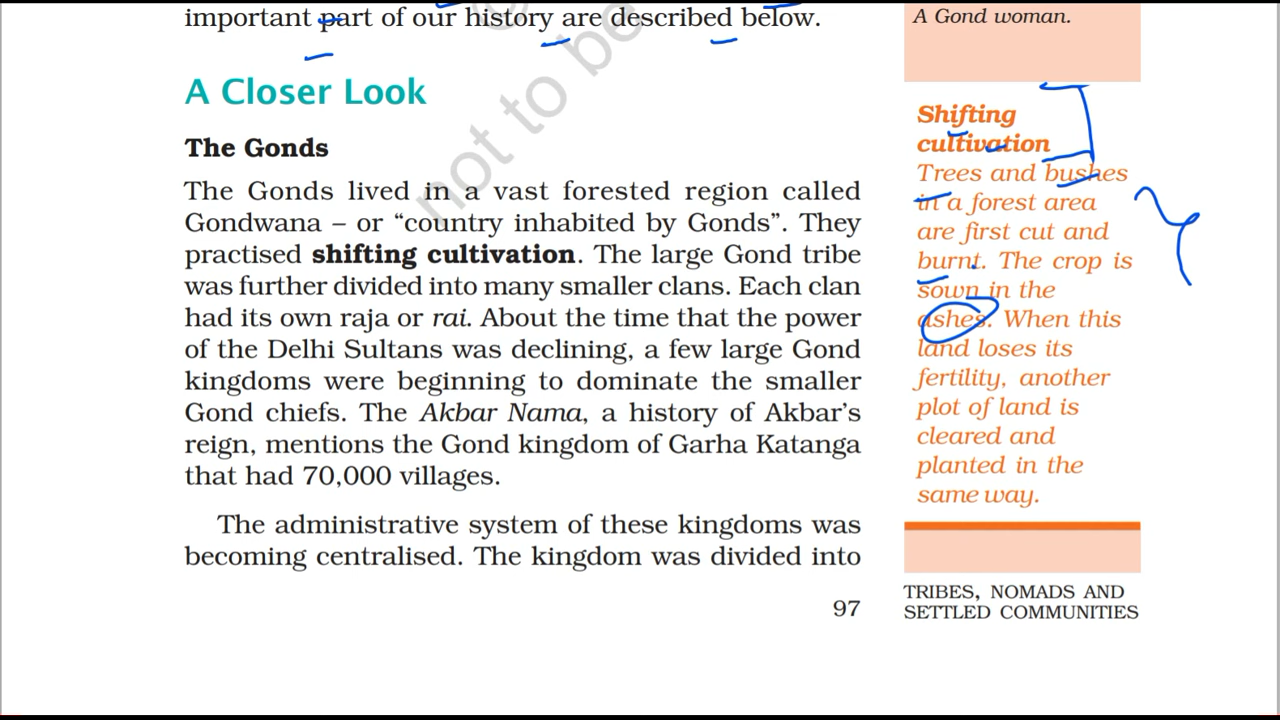 important part of our history are described below.
A Closer Look
The Gonds
The Gonds lived in a vast forested region called
Gondwana – or “country inhabited by Gonds”. They
practised shifting cultivation. The large Gond tribe
was further divided into many smaller clans. Each clan
had its own raja or rai. About the time that the power
of the Delhi Sultans was declining, a few large Gond
kingdoms were beginning to dominate the smaller
Gond chiefs. The Akbar Nama, a history of Akbar’s
reign, mentions the Gond kingdom of Garha Katanga
that had 70,000 villages.
The administrative system of these kingdoms was
becoming centralised. The kingdom was divided into
97
A Gond woman.
Shifting
cultivation
Trees and bushes
in a forest area
are first cut and
burnt. The crop is
sown in the
ashes. When this
land loses its
fertility, another
plot of land is
cleared and
planted in the
same way.
TRIBES, NOMADS AND
SETTLED COMMUNITIES
not to be